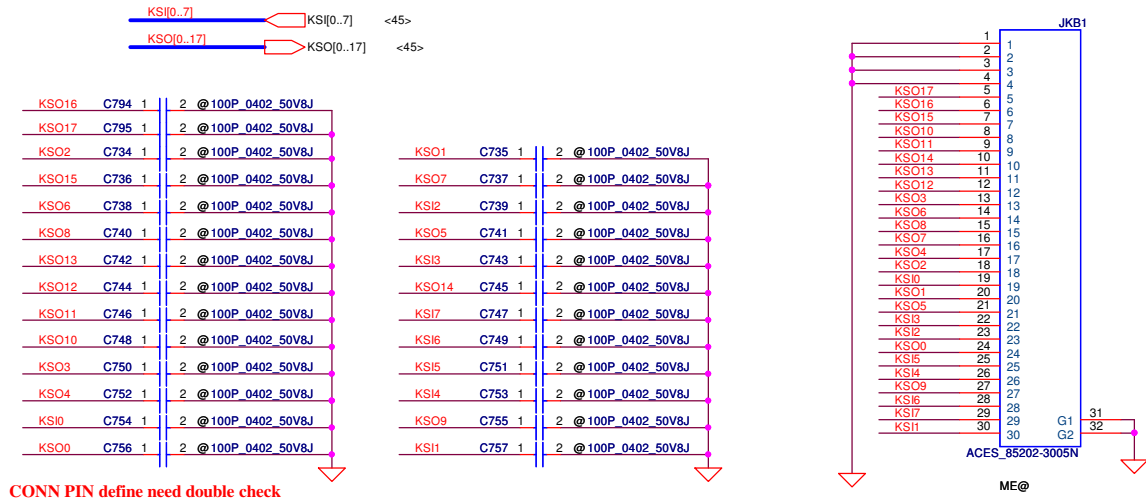 KSI[0..7] KSI[0..7] <45>
KSO[0..17] KSO[0..17] <45>
KSO16 C794 1 2 @100P_0402_50V8J
KSO17 C795 1 2 @100P_0402_50V8J
KSO2 C734 1 2 @100P_0402_50V8J
KSO15 C736 1 2 @100P_0402_50V8J
KSO6 C738 1 2 @100P_0402_50V8J
KSO8 C740 1 2 @100P_0402_50V8J
KSO13 C742 1 2 @100P_0402_50V8J
KSO12 C744 1 2 @100P_0402_50V8J
KSO11 C746 1 2 @100P_0402_50V8J
KSO10 C748 1 2 @100P_0402_50V8J
KSO3 C750 1 2 @100P_0402_50V8J
KSO4 C752 1 2 @100P_0402_50V8J
KSI0 C754 1 2 @100P_0402_50V8J
KSO0 C756 1 2 @100P_0402_50V8J
KSO1 C735 1 2 @100P_0402_50V8J
KSO7 C737 1 2 @100P_0402_50V8J
KSI2 C739 1 2 @100P_0402_50V8J
KSO5 C741 1 2 @100P_0402_50V8J
KSI3 C743 1 2 @100P_0402_50V8J
KSO14 C745 1 2 @100P_0402_50V8J
KSI7 C747 1 2 @100P_0402_50V8J
KSI6 C749 1 2 @100P_0402_50V8J
KSI5 C751 1 2 @100P_0402_50V8J
KSI4 C753 1 2 @100P_0402_50V8J
KSO9 C755 1 2 @100P_0402_50V8J
KSI1 C757 1 2 @100P_0402_50V8J
JKB1
1 1
2 2
3 3
4 4
KSO17 5 5
KSO16 6 6
KSO15 7 7
KSO10 8 8
KSO11 9 9
KSO14 10 10
KSO13 11 11
KSO12 12 12
KSO3 13 13
KSO6 14 14
KSO8 15 15
KSO7 16 16
KSO4 17 17
KSO2 18 18
KSI0 19 19
KSO1 20 20
KSO5 21 21
KSI3 22 22
KSI2 23 23
KSO0 24 24
KSI5 25 25
KSI4 26 26
KSO9 27 27
KSI6 28 28
KSI7 29 29 G1 31
KSI1 30 30 G2 32
ACES_85202-3005N
ME@
CONN PIN define need double check